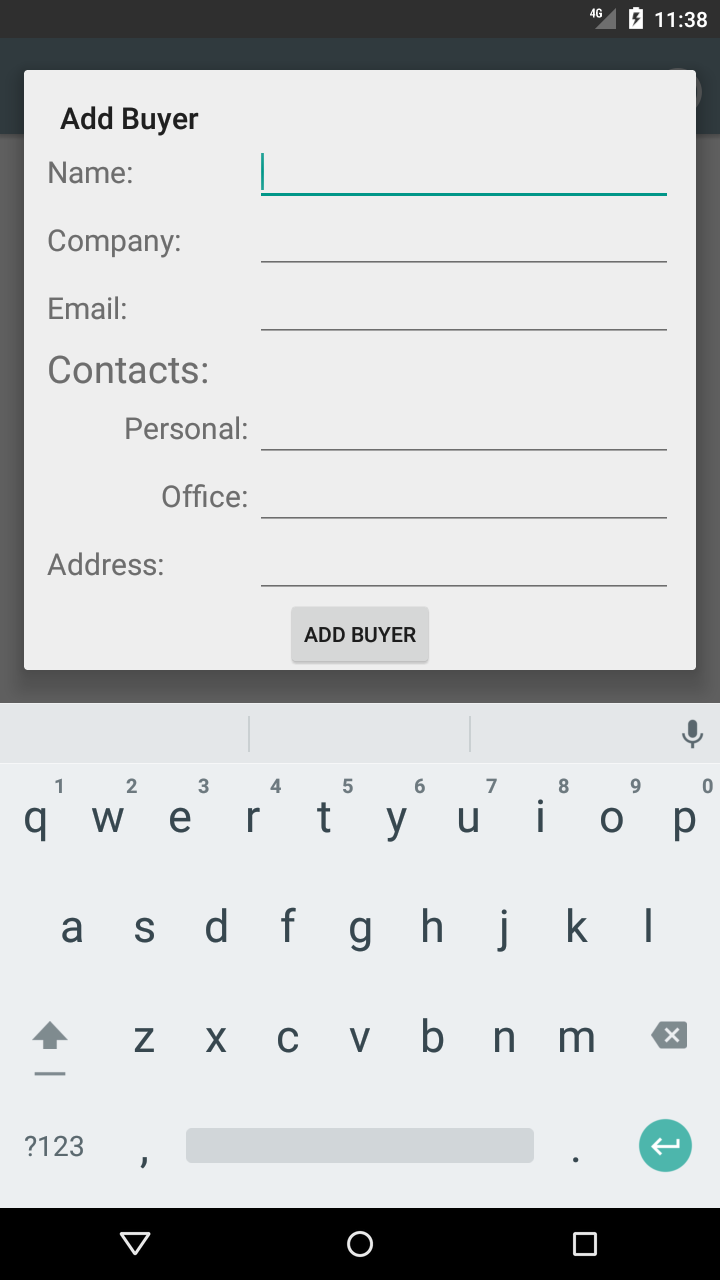 4G 11:38
Add Buyer
Name:
Company:
Email:
Contacts:
Personal:
Office:
Address:
ADD BUYER
1 2 3 4 5 6 7 8 9 0
q w e r t y u i o p
a s d f g h j k l
z x c v b n m
?123 , .